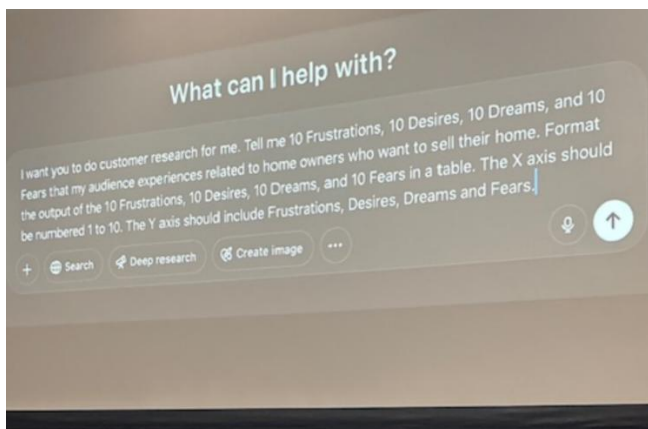 What can I help with?
I want you to do customer research for me. Tell me 10 Frustrations, 10 Desires, 10 Dreams, and 10
Fears that my audience experiences related to home owners who want to sell their home. Format
the output of the 10 Frustrations, 10 Desires, 10 Dreams, and 10 Fears in a table. The X axis should
be numbered 1 to 10. The Y axis should include Frustrations, Desires, Dreams and Fears.
Search Deep research Create image